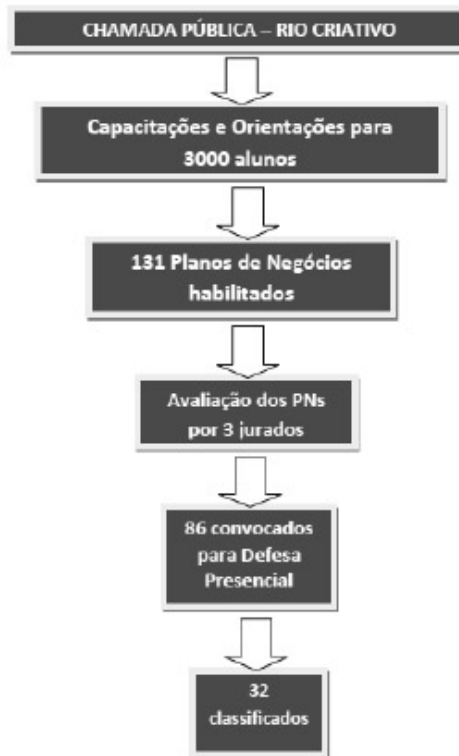 CHAMADA PÚBLICA – RIO CRIATIVO
Capacitações e Orientações para
3000 alunos
131 Planos de Negócios
habilitados
Avaliação dos PNs
por 3 jurados
86 convocados
para Defesa
Presencial
32
classificados